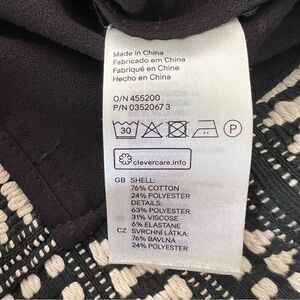 Made in China
Fabricado em China
Fabriqué en Chine
Hecho en China
O/N 455200
P/N 0352067 3
30 P
clevercare.info
GB SHELL:
76% COTTON
24% POLYESTER
DETAILS:
63% POLYESTER
31% VISCOSE
6% ELASTANE
CZ SVRCHNÍ LÁTKA:
76% BAVLNA
24% POLYESTER